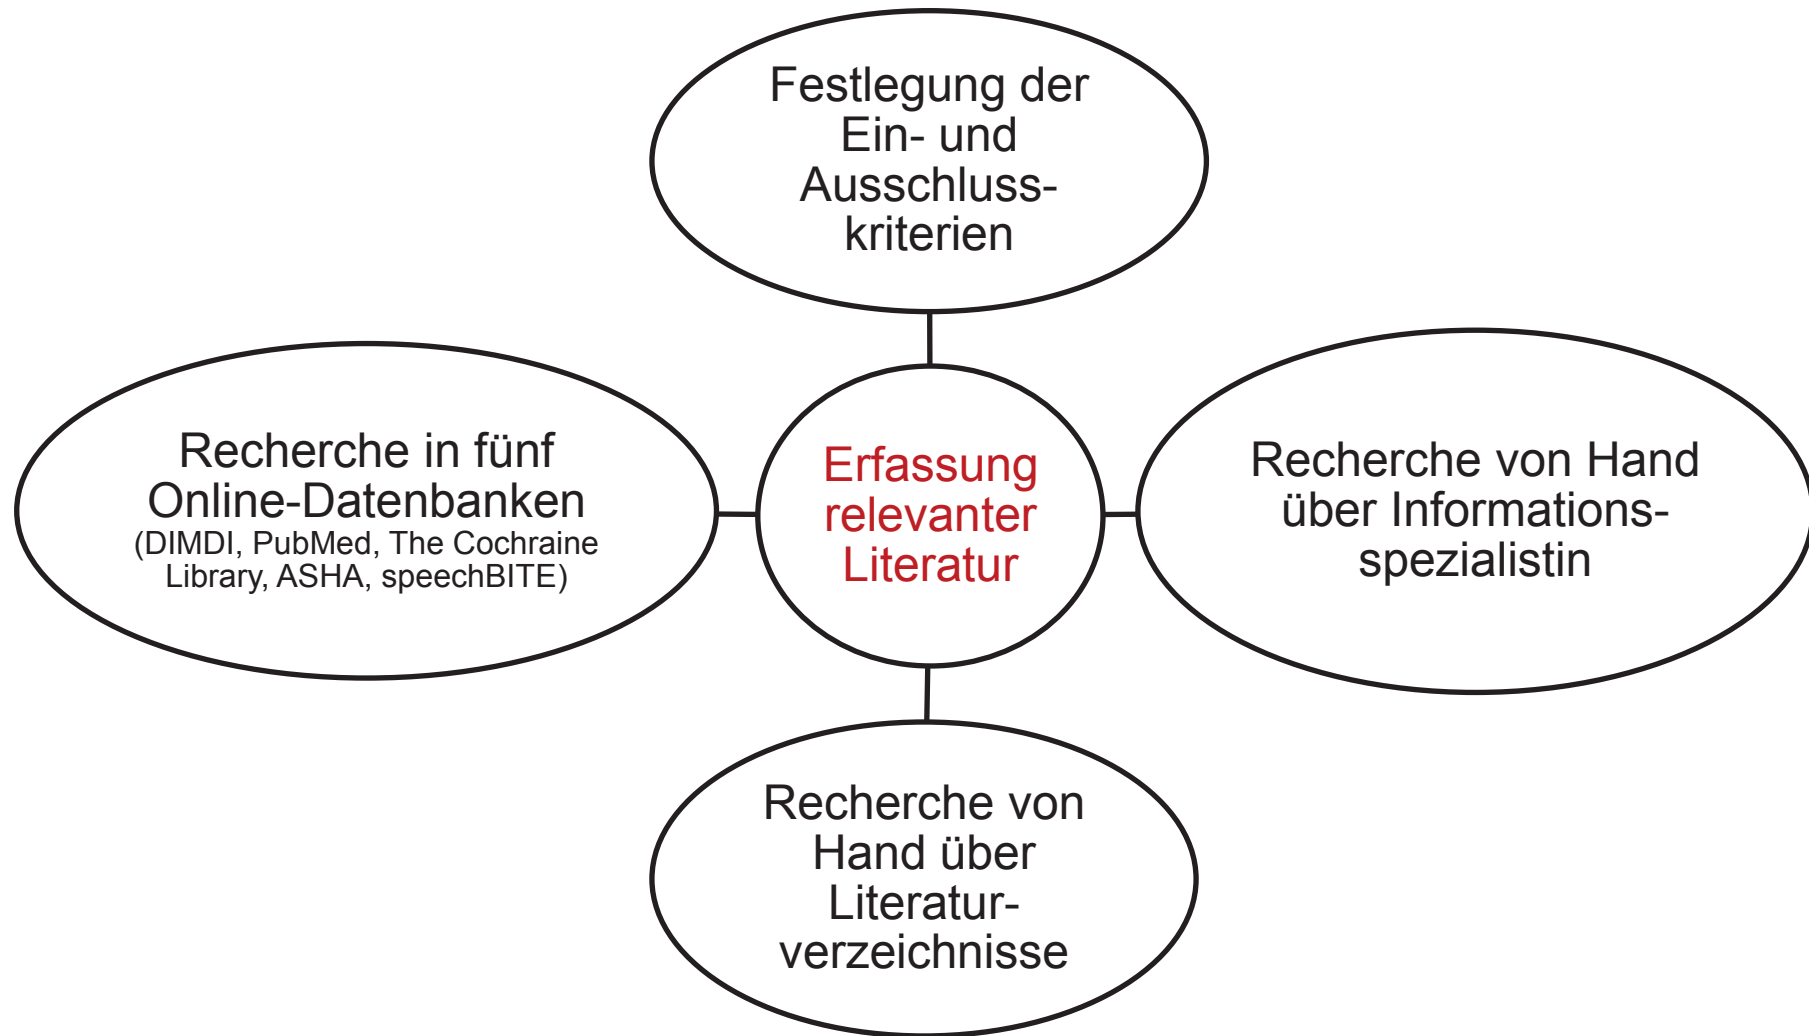 Festlegung der
Ein- und
Ausschluss-
kriterien
Recherche in fünf
Online-Datenbanken
(DIMDI, PubMed, The Cochraine
Library, ASHA, speechBITE)
Erfassung
relevanter
Literatur
Recherche von Hand
über Informations-
spezialistin
Recherche von
Hand über
Literatur-
verzeichnisse